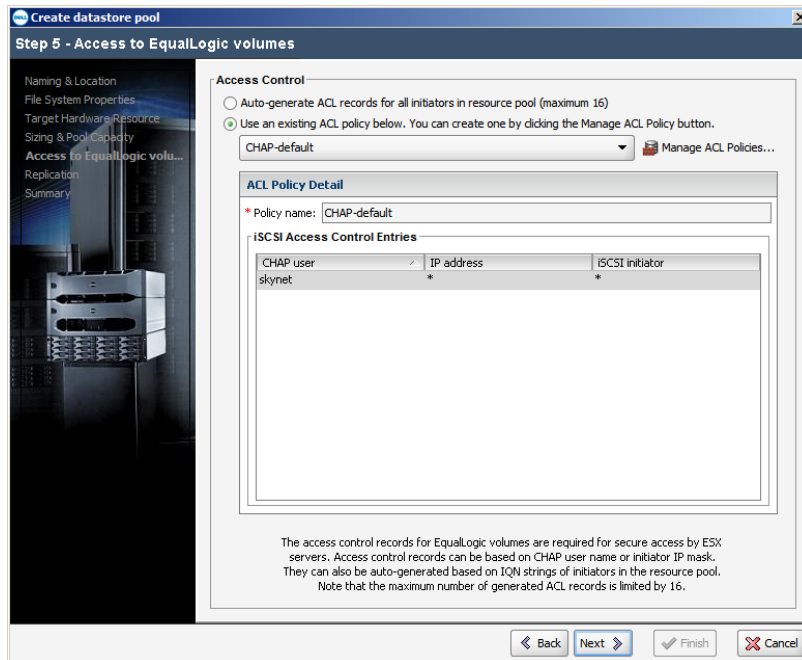 DELL Create datastore pool
Step 5 - Access to EqualLogic volumes
Naming & Location
File System Properties
Target Hardware Resource
Sizing & Pool Capacity
Access to EqualLogic volu...
Replication
Summary
Access Control
Auto-generate ACL records for all initiators in resource pool (maximum 16)
Use an existing ACL policy below. You can create one by clicking the Manage ACL Policy button.
CHAP-default Manage ACL Policies...
ACL Policy Detail
* Policy name: CHAP-default
iSCSI Access Control Entries
CHAP user IP address iSCSI initiator
skynet * *
The access control records for EqualLogic volumes are required for secure access by ESX
servers. Access control records can be based on CHAP user name or initiator IP mask.
They can also be auto-generated based on IQN strings of initiators in the resource pool.
Note that the maximum number of generated ACL records is limited by 16.
Back Next Finish Cancel